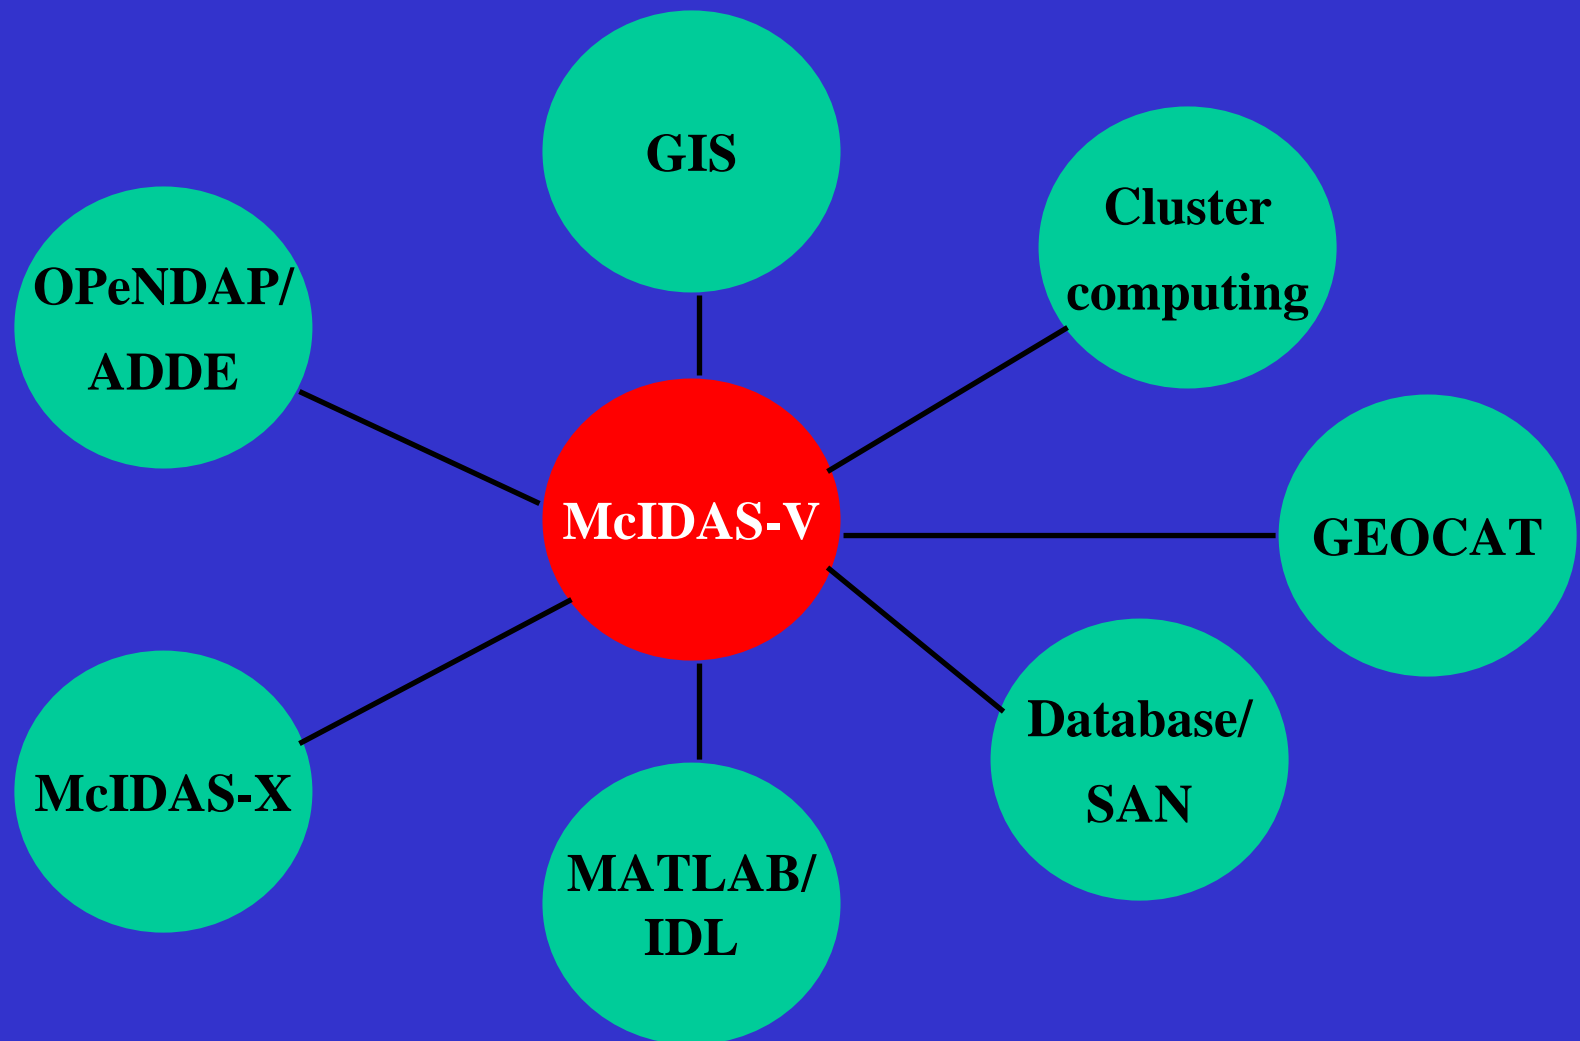 GIS
Cluster
computing
OPeNDAP/
ADDE
McIDAS-V
GEOCAT
Database/
SAN
McIDAS-X
MATLAB/
IDL